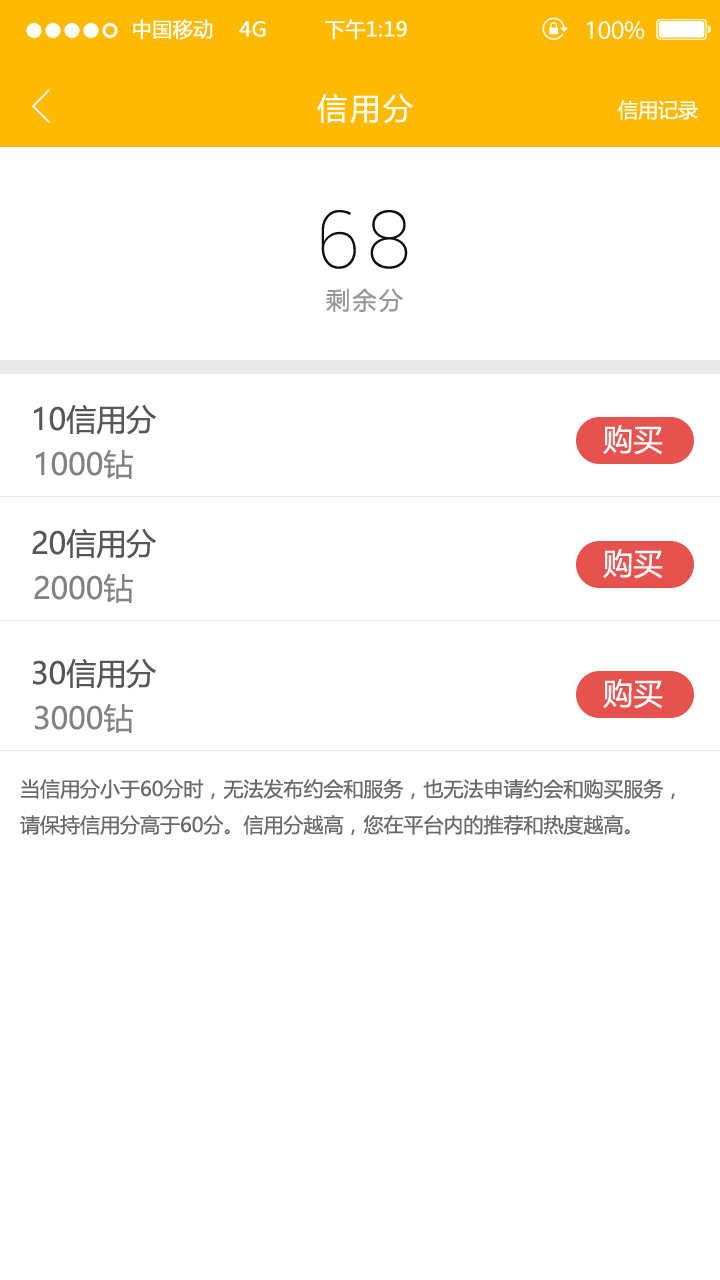 中国移动 4G 下午1:19 100%
信用分 信用记录
68
剩余分
10信用分
1000钻
购买
20信用分
2000钻
购买
30信用分
3000钻
购买
当信用分小于60分时，无法发布约会和服务，也无法申请约会和购买服务，
请保持信用分高于60分。信用分越高，您在平台内的推荐和热度越高。